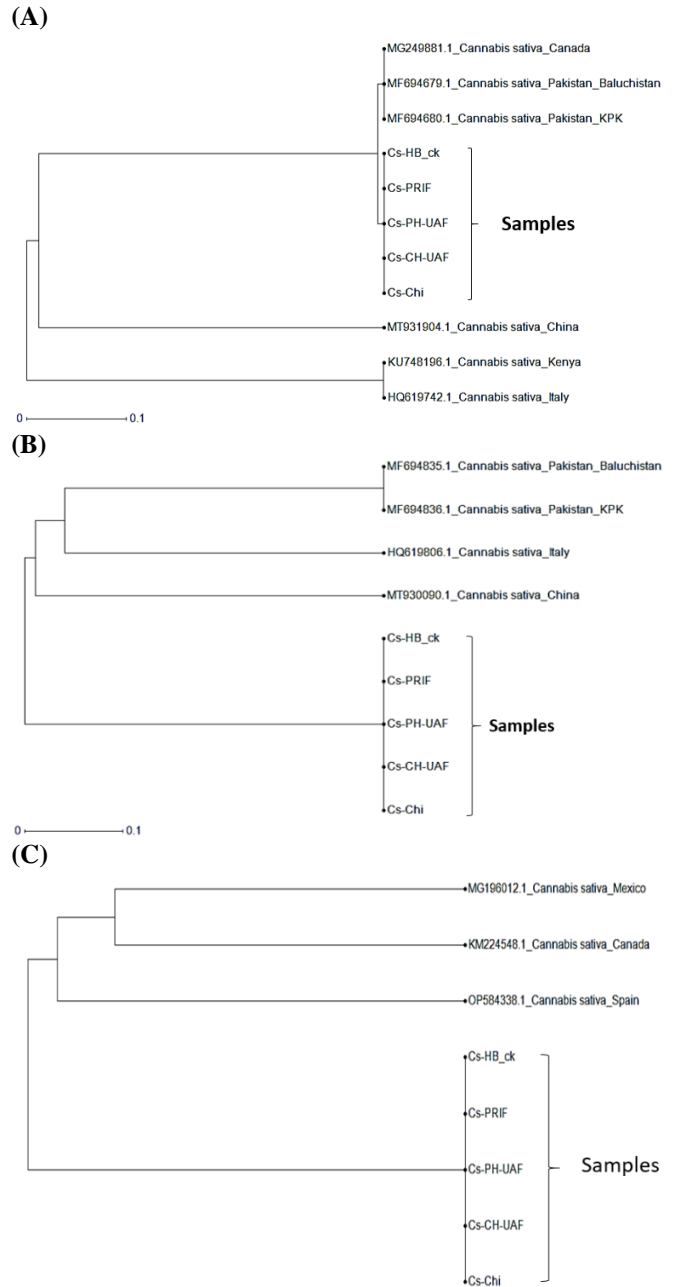 (A)
MG249881.1_Cannabis sativa_Canada
MF694679.1_Cannabis sativa_Pakistan_Baluchistan
MF694680.1_Cannabis sativa_Pakistan_KPK
Cs-HB_ck
Cs-PRIF
Cs-PH-UAF
Samples
Cs-CH-UAF
Cs-Chi
MT931904.1_Cannabis sativa_China
KU748196.1_Cannabis sativa_Kenya
HQ619742.1_Cannabis sativa_Italy
0 0.1
(B)
MF694835.1_Cannabis sativa_Pakistan_Baluchistan
MF694836.1_Cannabis sativa_Pakistan_KPK
HQ619806.1_Cannabis sativa_Italy
MT930090.1_Cannabis sativa_China
Cs-HB_ck
Cs-PRIF
Cs-PH-UAF
Samples
Cs-CH-UAF
Cs-Chi
0 0.1
(C)
MG196012.1_Cannabis sativa_Mexico
KM224548.1_Cannabis sativa_Canada
OP584338.1_Cannabis sativa_Spain
Cs-HB_ck
Cs-PRIF
Cs-PH-UAF
Samples
Cs-CH-UAF
Cs-Chi